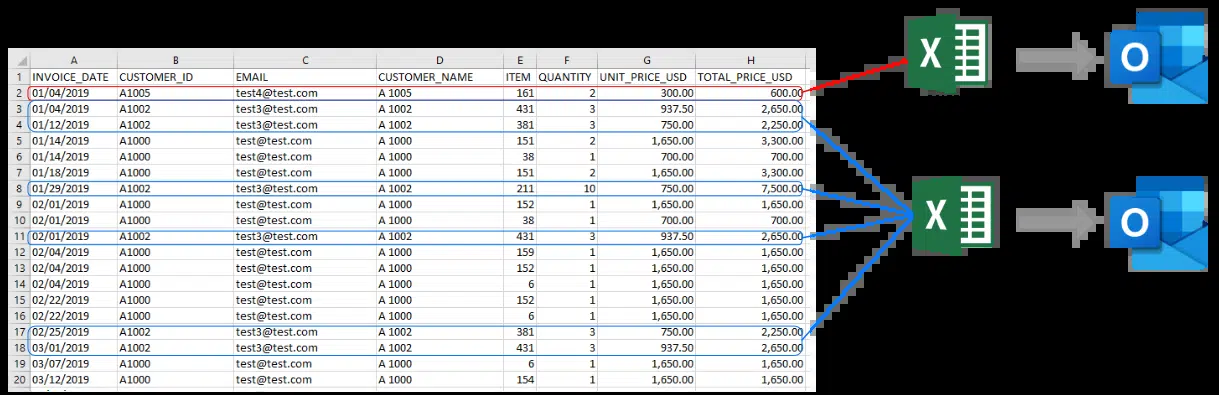 A B C D E F G H
1 INVOICE_DATE CUSTOMER_ID EMAIL CUSTOMER_NAME ITEM QUANTITY UNIT_PRICE_USD TOTAL_PRICE_USD
2 01/04/2019 A1005 test4@test.com A 1005 161 2 300.00 600.00
3 01/04/2019 A1002 test3@test.com A 1002 431 3 937.50 2,650.00
4 01/12/2019 A1002 test3@test.com A 1002 381 3 750.00 2,250.00
5 01/14/2019 A1000 test@test.com A 1000 151 2 1,650.00 3,300.00
6 01/14/2019 A1000 test@test.com A 1000 38 1 700.00 700.00
7 01/18/2019 A1000 test@test.com A 1000 151 2 1,650.00 3,300.00
8 01/29/2019 A1002 test3@test.com A 1002 211 10 750.00 7,500.00
9 02/01/2019 A1000 test@test.com A 1000 152 1 1,650.00 1,650.00
10 02/01/2019 A1000 test@test.com A 1000 38 1 700.00 700.00
11 02/01/2019 A1002 test3@test.com A 1002 431 3 937.50 2,650.00
12 02/04/2019 A1000 test@test.com A 1000 159 1 1,650.00 1,650.00
13 02/04/2019 A1000 test@test.com A 1000 152 1 1,650.00 1,650.00
14 02/04/2019 A1000 test@test.com A 1000 6 1 1,650.00 1,650.00
15 02/22/2019 A1000 test@test.com A 1000 152 1 1,650.00 1,650.00
16 02/22/2019 A1000 test@test.com A 1000 6 1 1,650.00 1,650.00
17 02/25/2019 A1002 test3@test.com A 1002 381 3 750.00 2,250.00
18 03/01/2019 A1002 test3@test.com A 1002 431 3 937.50 2,650.00
19 03/07/2019 A1000 test@test.com A 1000 6 1 1,650.00 1,650.00
20 03/12/2019 A1000 test@test.com A 1000 154 1 1,650.00 1,650.00
X O
X O